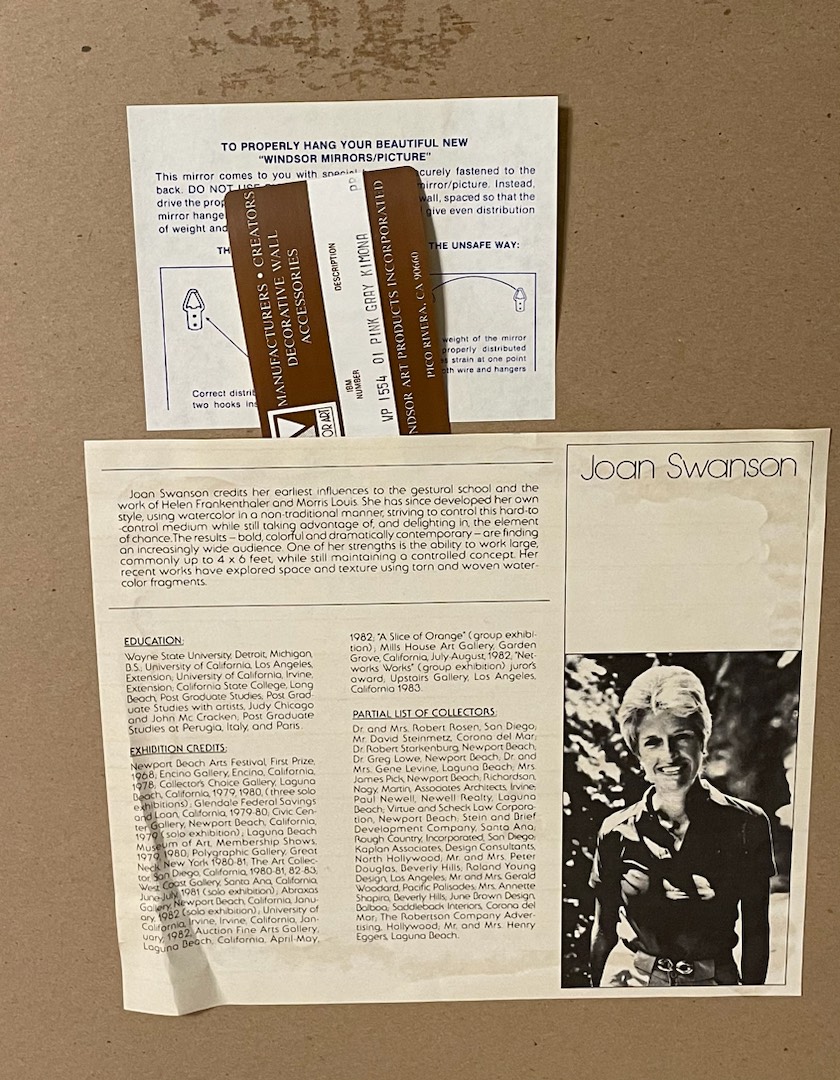 TO PROPERLY HANG YOUR BEAUTIFUL NEW
"WINDSOR MIRRORS/PICTURE"
This mirror comes to you with curely fastened to the
back. DO NOT mirror/picture. Instead,
drive the wall, spaced so that the
mirror give even distribution
of weight and
THE UNSAFE WAY:
weight of the mirror
properly distributed
strain at one point
wire and hangers
Correct
two hooks
MANUFACTURERS • CREATORS
DECORATIVE WALL
ACCESSORIES
DESCRIPTION
IBM
NUMBER
VP 1554 01 PINK GRAY KIMONA
NDSOR ART PRODUCTS INCORPORATED
PICO RIVERA, CA 90660
OR ART
Joan Swanson
Joan Swanson credits her earliest influences to the gestural school and the
work of Helen Frankenthaler and Morris Louis. She has since developed her own
style, using watercolor in a non-traditional manner, striving to control this hard-to
-control medium while still taking advantage of, and delighting in, the element
of chance. The results – bold, colorful and dramatically contemporary – are finding
an increasingly wide audience. One of her strengths is the ability to work large,
commonly up to 4 x 6 feet, while still maintaining a controlled concept. Her
recent works have explored space and texture using torn and woven water-
color fragments.
EDUCATION:
Wayne State University, Detroit, Michigan,
B.S.; University of California, Los Angeles,
Extension; University of California, Irvine,
Extension; California State College, Long
Beach, Post Graduate Studies; Post Grad-
uate Studies with artists, Judy Chicago
and John Mc Cracken; Post Graduate
Studies at Perugia, Italy, and Paris.
EXHIBITION CREDITS:
Newport Beach Arts Festival, First Prize,
1968; Encino Gallery, Encino, California,
1978; Collector's Choice Gallery, Laguna
Beach, California, 1979, 1980, (three solo
exhibitions); Glendale Federal Savings
and Loan, California, 1979-80; Civic Cen-
ter Gallery, Newport Beach, California,
1979 (solo exhibition); Laguna Beach
Museum of Art, Membership Shows,
1979, 1980; Polygraphic Gallery, Great
Neck, New York 1980-81; The Art Collec-
tor, San Diego, California, 1980-81, 82-83;
West Coast Gallery, Santa Ana, California,
June-July, 1981 (solo exhibition); Abraxas
Gallery, Newport Beach, California, Janu-
ary, 1982 (solo exhibition); University of
California, Irvine, Irvine, California, Jan-
uary, 1982; Auction Fine Arts Gallery,
Laguna Beach, California, April-May,
1982; "A Slice of Orange" (group exhibi-
tion); Mills House Art Gallery, Garden
Grove, California, July-August, 1982, "Net-
works Works" (group exhibition) juror's
award, Upstairs Gallery, Los Angeles,
California 1983.
PARTIAL LIST OF COLLECTORS:
Dr. and Mrs. Robert Rosen, San Diego;
Mr. David Steinmetz, Corona del Mar;
Dr. Robert Starkenburg, Newport Beach;
Dr. Greg Lowe, Newport Beach; Dr. and
Mrs. Gene Levine, Laguna Beach; Mrs.
James Pick, Newport Beach; Richardson,
Nagy, Martin, Associates Architects, Irvine;
Paul Newell, Newell Realty, Laguna
Beach; Virtue and Scheck Law Corpora-
tion, Newport Beach; Stein and Brief
Development Company, Santa Ana;
Rough Country, Incorporated, San Diego;
Kaplan Associates, Design Consultants,
North Hollywood; Mr. and Mrs. Peter
Douglas, Beverly Hills; Roland Young
Design, Los Angeles; Mr. and Mrs. Gerald
Woodard, Pacific Palisades; Mrs. Annette
Shapiro, Beverly Hills; June Brown Design,
Balboa; Saddleback Interiors, Corona del
Mar; The Robertson Company Adver-
tising, Hollywood; Mr. and Mrs. Henry
Eggers, Laguna Beach.